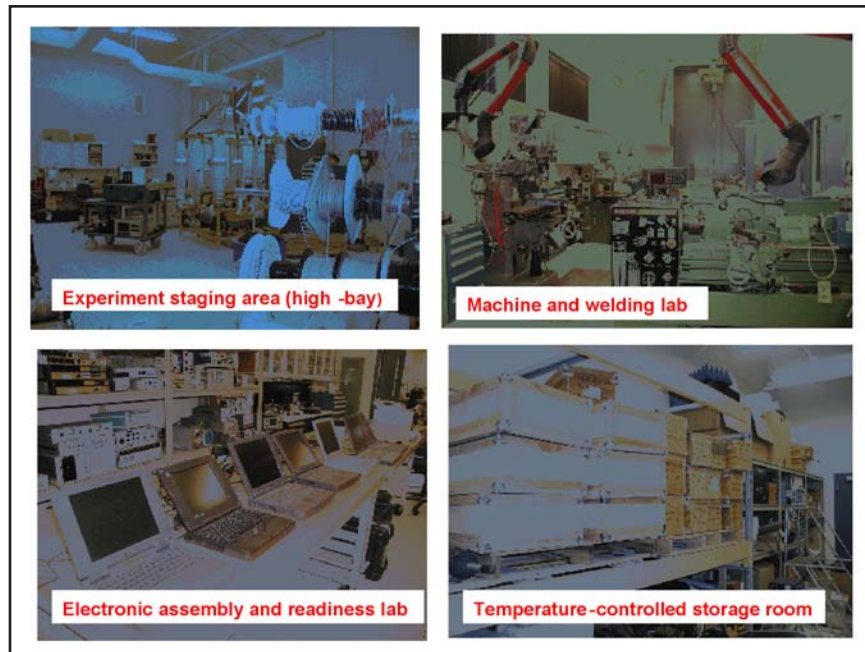 Experiment staging area (high -bay)
Machine and welding lab
Electronic assembly and readiness lab
Temperature-controlled storage room